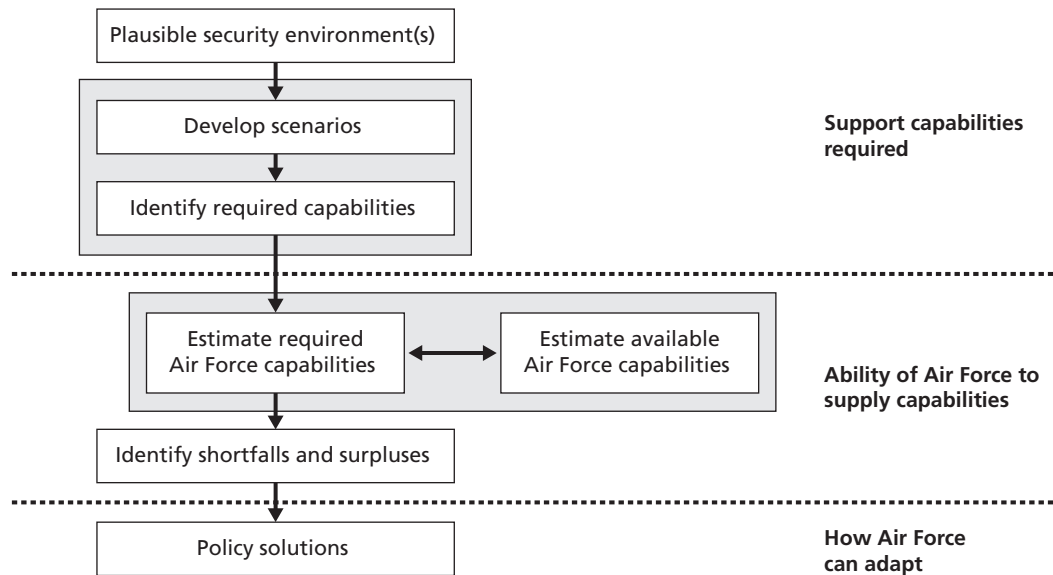 Plausible security environment(s)
Develop scenarios
Support capabilities
required
Identify required capabilities
Estimate required
Air Force capabilities
Estimate available
Air Force capabilities
Ability of Air Force to
supply capabilities
Identify shortfalls and surpluses
Policy solutions
How Air Force
can adapt